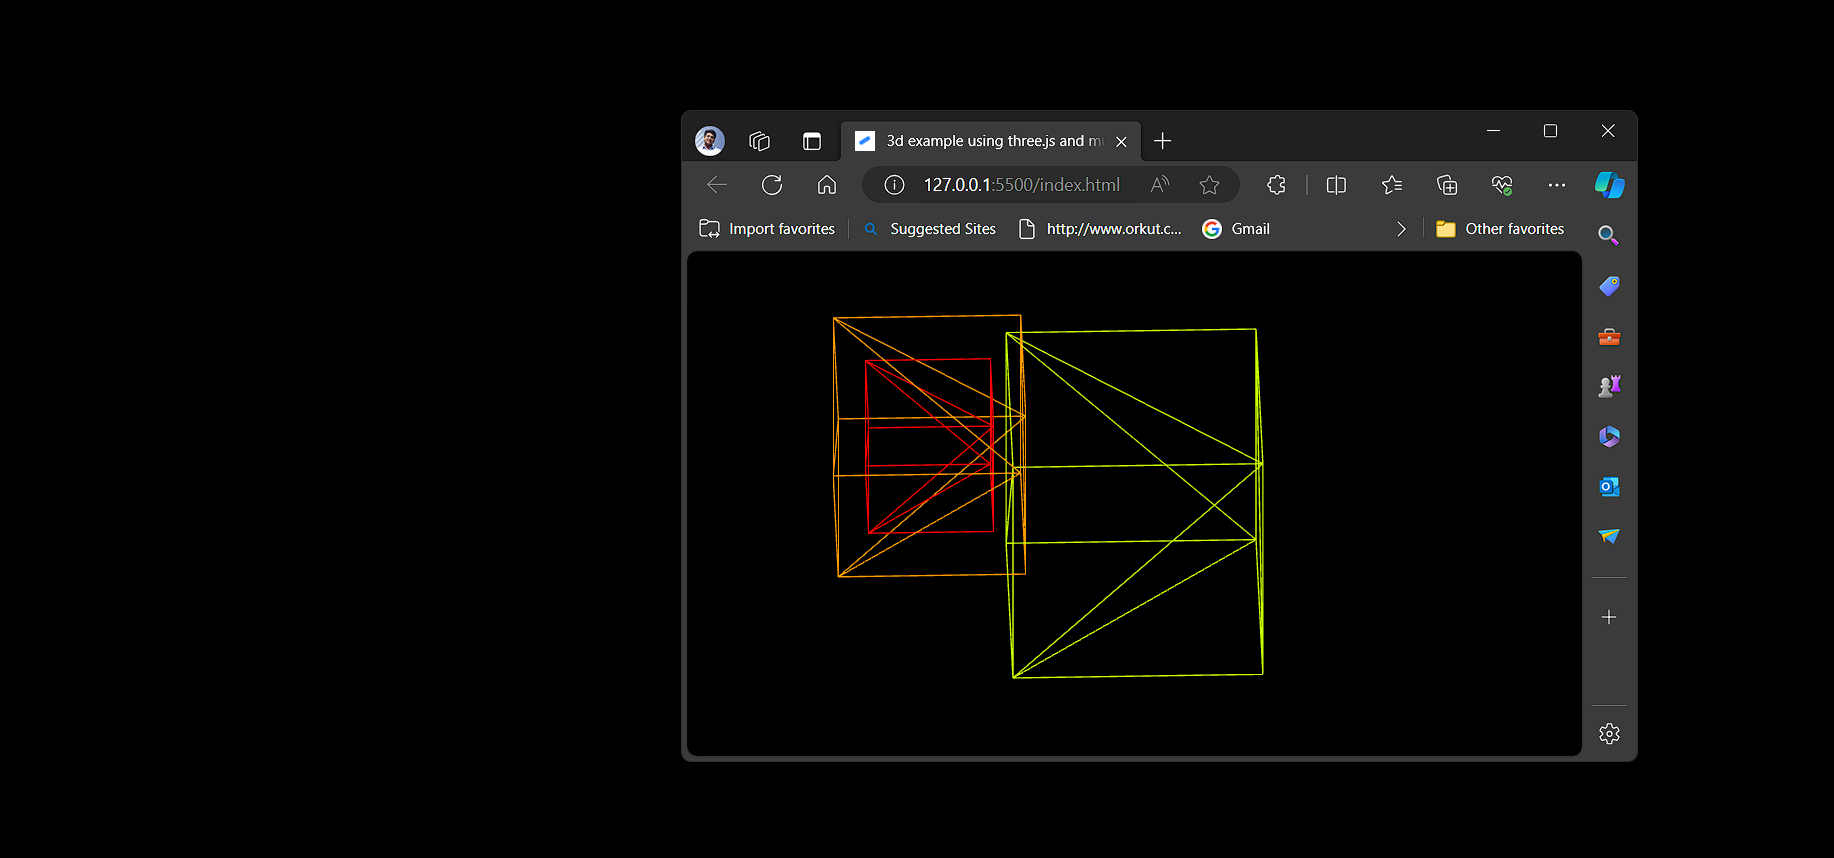 3d example using three.js and m
127.0.0.1:5500/index.html
Import favorites
Suggested Sites
http://www.orkut.c...
Gmail
Other favorites